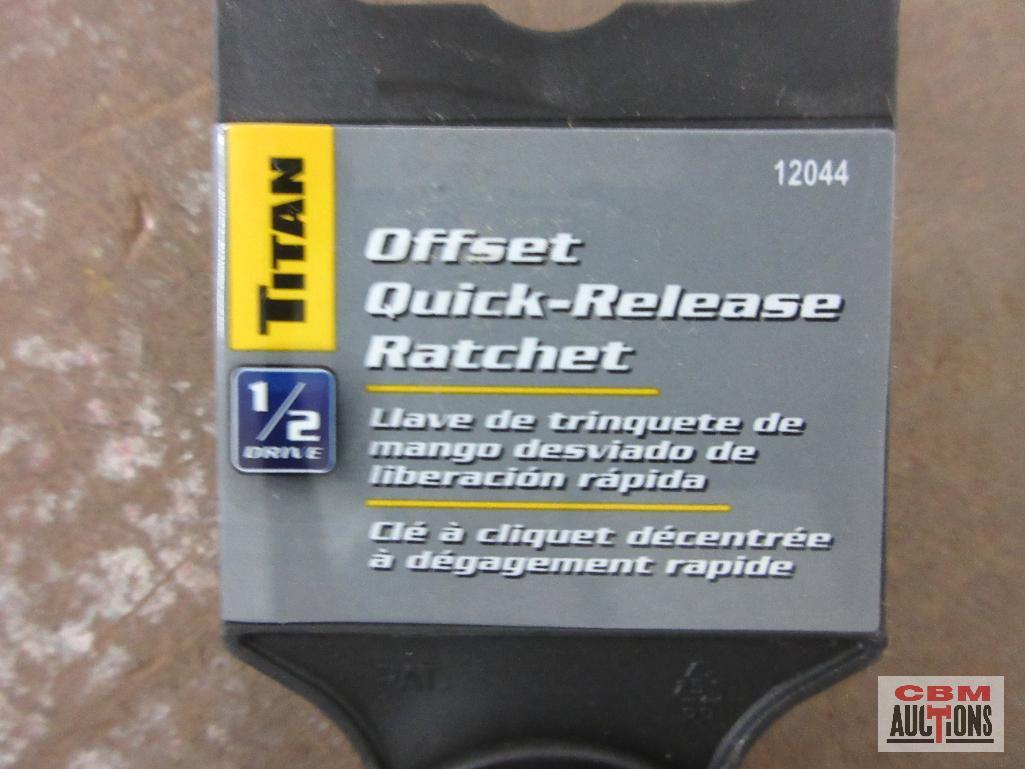 12044
TITAN
Offset
Quick-Release
Ratchet
1/2
DRIVE
Llave de trinquete de
mango desviado de
liberación rápida
Clé à cliquet décentrée
à dégagement rapide
CBM
AUCTIONS